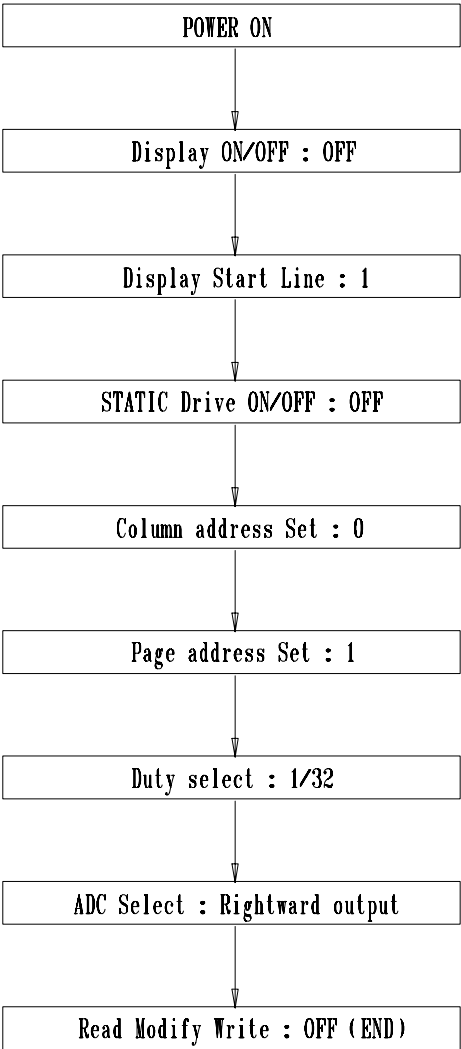 POWER ON
Display ON/OFF : OFF
Display Start Line : 1
STATIC Drive ON/OFF : OFF
Column address Set : 0
Page address Set : 1
Duty select : 1/32
ADC Select : Rightward output
Read Modify Write : OFF (END)